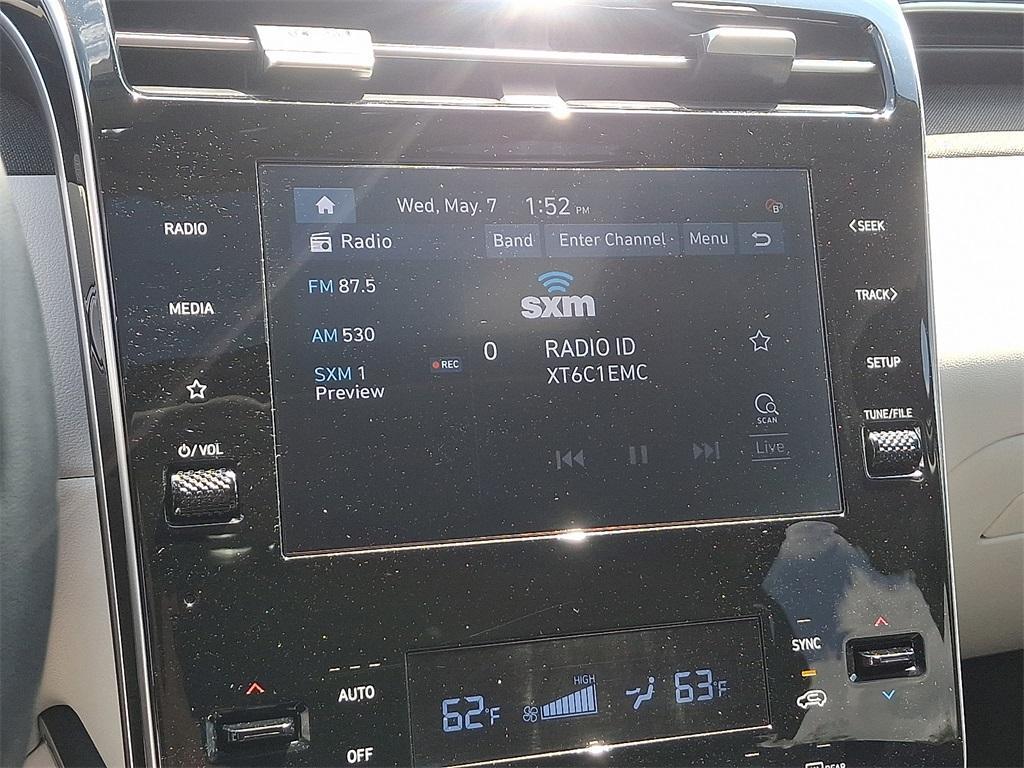 Wed, May. 7 1:52 PM B
RADIO
Radio Band Enter Channel Menu
<SEEK
FM 87.5
sxm
MEDIA
TRACK>
AM 530
0 RADIO ID
SXM 1 REC
XT6C1EMC
Preview
SETUP
SCAN
TUNE/FILE
Live
/VOL
SYNC
AUTO
62°F HIGH 63°F
OFF
REAR